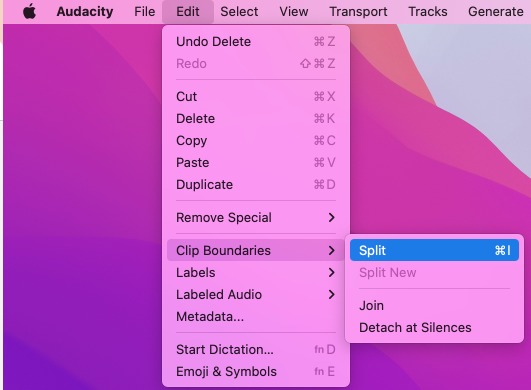 Audacity File Edit Select View Transport Tracks Generate
Undo Delete ⌘Z
Redo ⇧⌘Z
Cut ⌘X
Delete ⌘K
Copy ⌘C
Paste ⌘V
Duplicate ⌘D
Remove Special
Clip Boundaries
Labels
Labeled Audio
Metadata...
Start Dictation... fn D
Emoji & Symbols fn E
Split ⌘I
Split New
Join
Detach at Silences